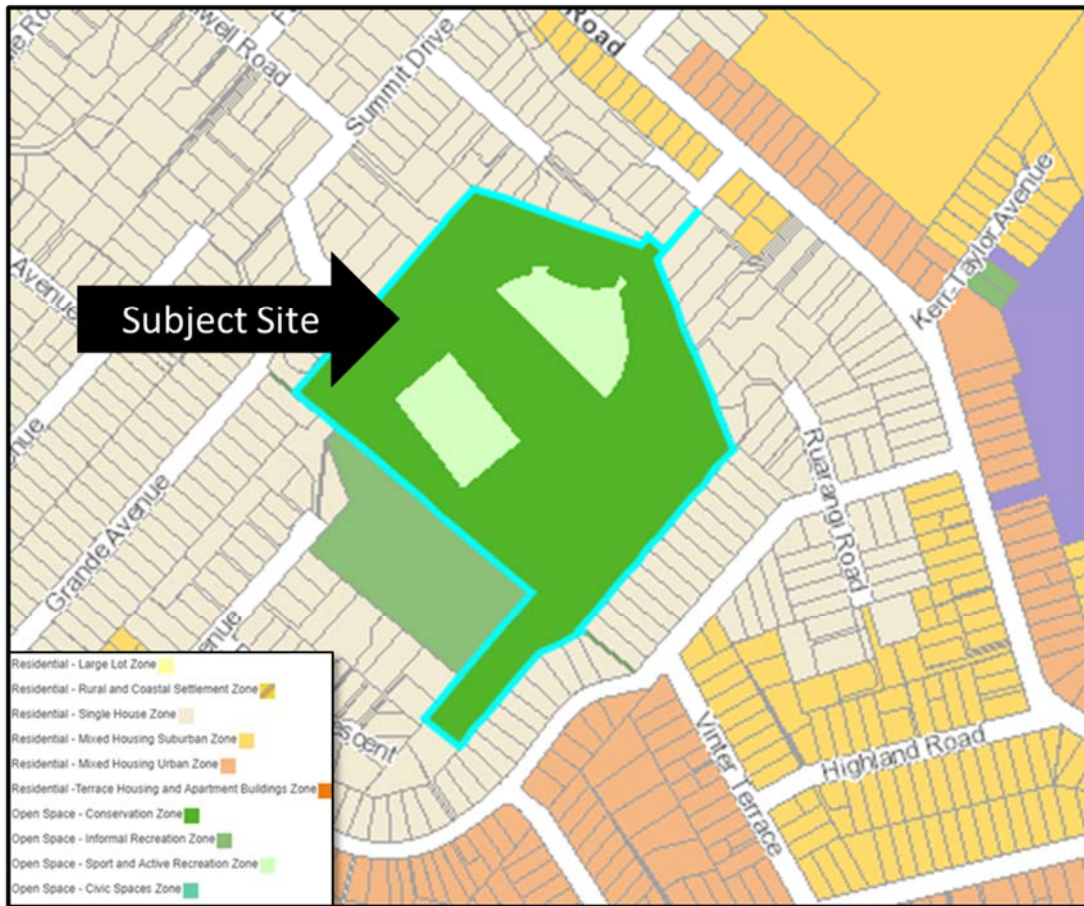 Road
Road
Summit Drive
Avenue
Kerr-Taylor Avenue
Subject Site
Ruarangi Road
Grande Avenue
Residential - Large Lot Zone
Residential - Rural and Coastal Settlement Zone
Residential - Single House Zone
Residential - Mixed Housing Suburban Zone
Residential - Mixed Housing Urban Zone
Residential -Terrace Housing and Apartment Buildings Zone
Open Space - Conservation Zone
Open Space - Informal Recreation Zone
Open Space - Sport and Active Recreation Zone
Open Space - Civic Spaces Zone
Highland Road